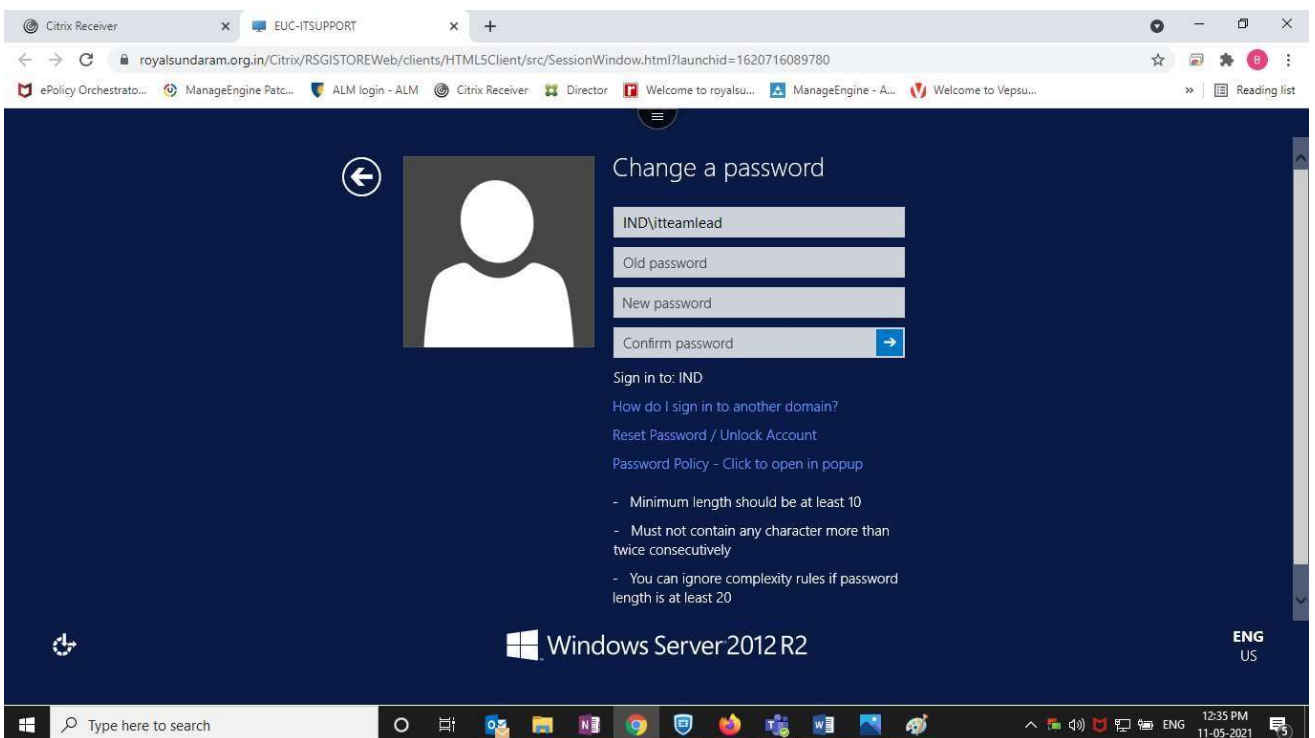 Citrix Receiver
EUC-ITSUPPORT
royalsundaram.org.in/Citrix/RSGISTOREWeb/clients/HTML5Client/src/SessionWindow.html?launchid=1620716089780
B
ePolicy Orchestrato... ManageEngine Patc... ALM login - ALM Citrix Receiver Director Welcome to royalsu... ManageEngine - A... Welcome to Vepsu... » Reading list
Change a password
IND\itteamlead
Old password
New password
Confirm password
Sign in to: IND
How do I sign in to another domain?
Reset Password / Unlock Account
Password Policy - Click to open in popup
- Minimum length should be at least 10
- Must not contain any character more than
twice consecutively
- You can ignore complexity rules if password
length is at least 20
Windows Server 2012 R2
ENG
US
Type here to search
ENG
12:35 PM
11-05-2021
5